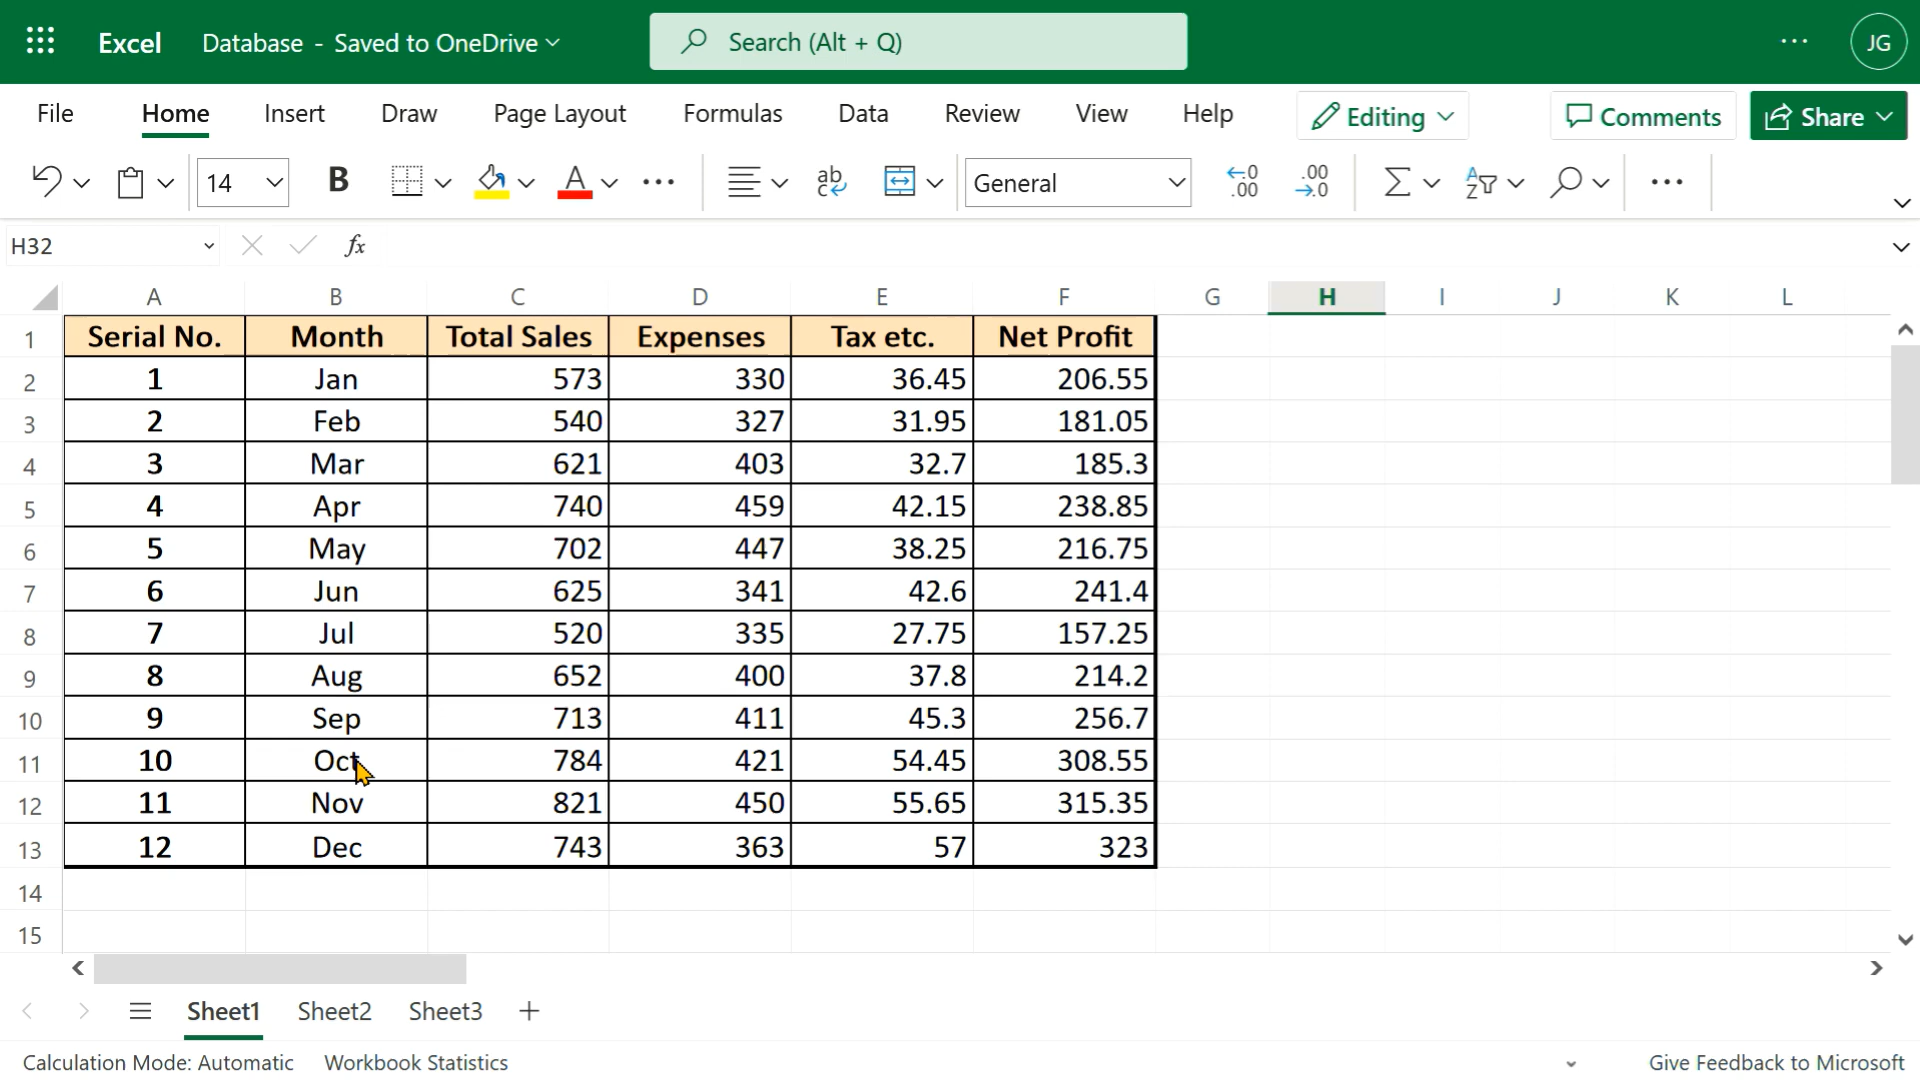 Excel Database - Saved to OneDrive Search (Alt + Q) JG
File Home Insert Draw Page Layout Formulas Data Review View Help Editing Comments Share
14 B A ab c General .00 .00 .0 A Z
H32 fx
A B C D E F G H I J K L
1 Serial No. Month Total Sales Expenses Tax etc. Net Profit
2 1 Jan 573 330 36.45 206.55
3 2 Feb 540 327 31.95 181.05
4 3 Mar 621 403 32.7 185.3
5 4 Apr 740 459 42.15 238.85
6 5 May 702 447 38.25 216.75
7 6 Jun 625 341 42.6 241.4
8 7 Jul 520 335 27.75 157.25
9 8 Aug 652 400 37.8 214.2
10 9 Sep 713 411 45.3 256.7
11 10 Oct 784 421 54.45 308.55
12 11 Nov 821 450 55.65 315.35
13 12 Dec 743 363 57 323
14
15
Sheet1 Sheet2 Sheet3
Calculation Mode: Automatic Workbook Statistics Give Feedback to Microsoft